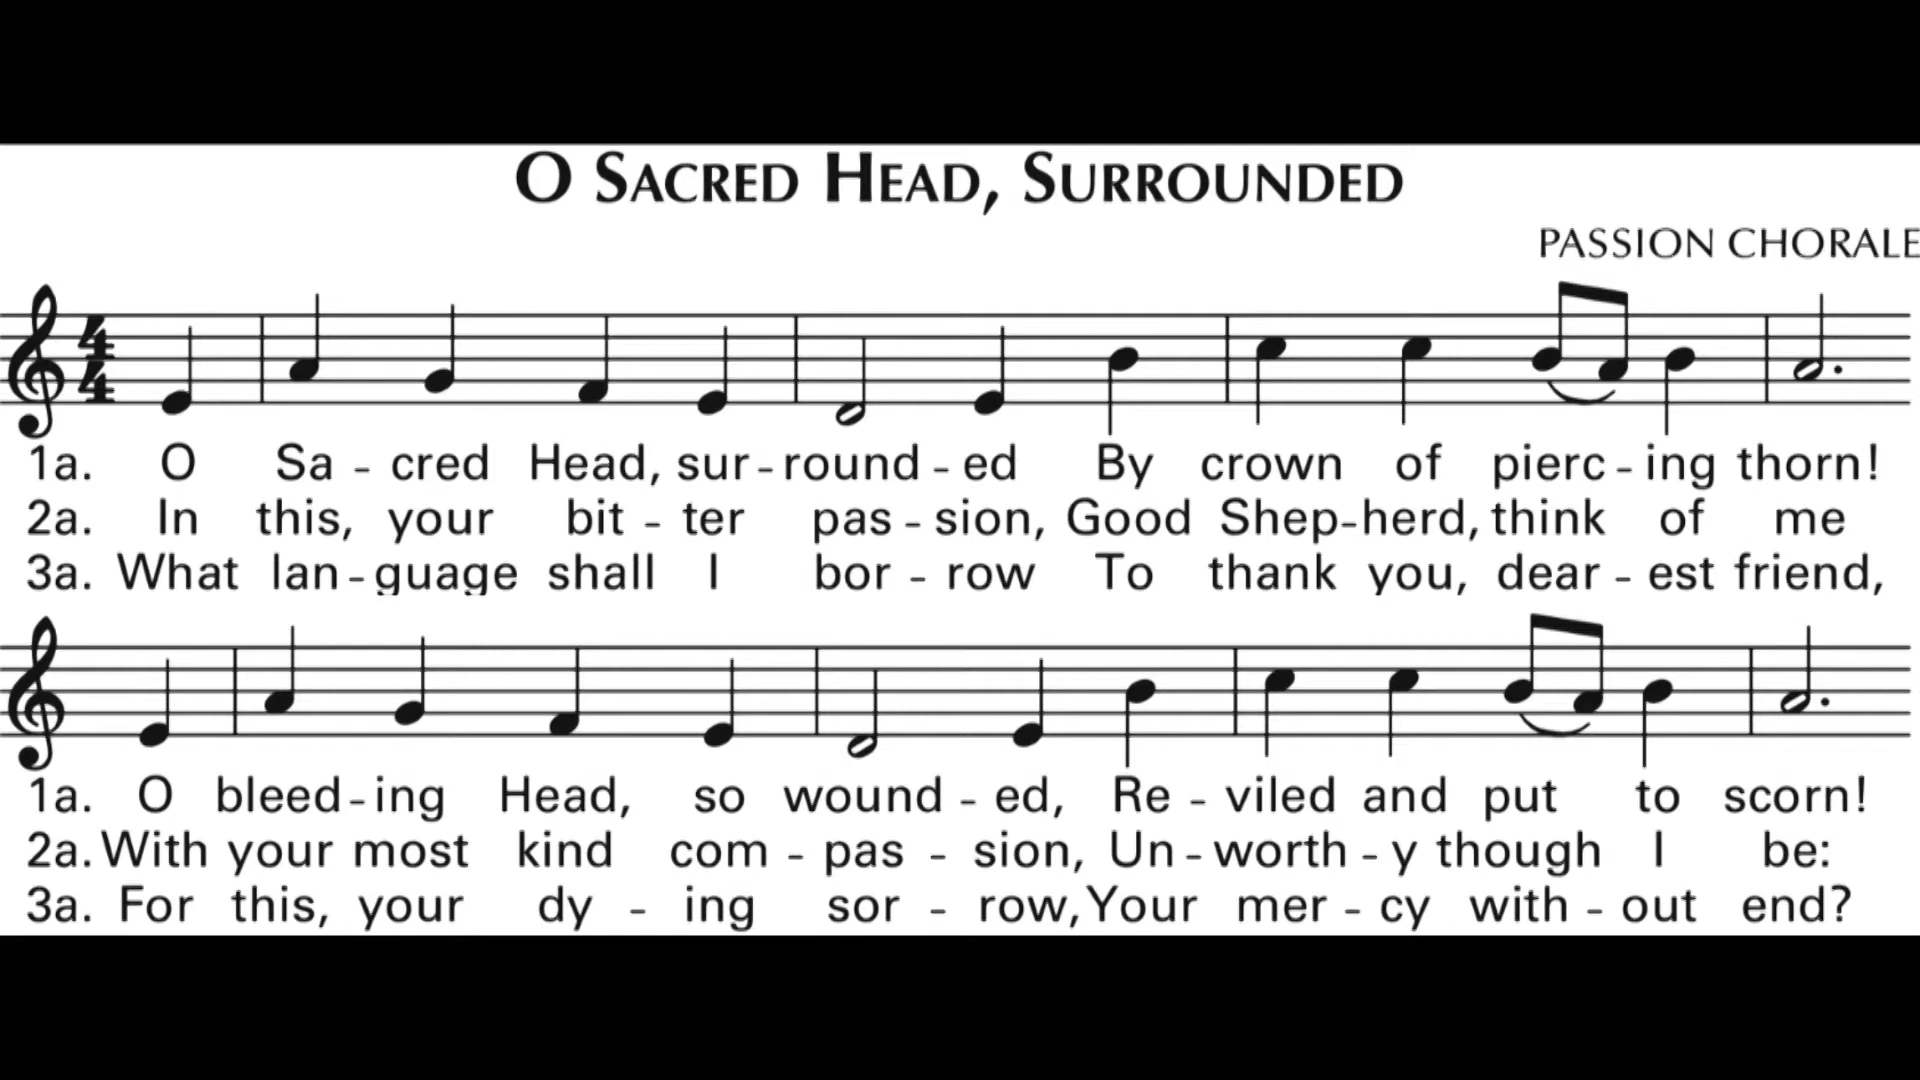 O SACRED HEAD, SURROUNDED
PASSION CHORALE
1a. O Sa - cred Head, sur - round - ed By crown of pierc - ing thorn!
2a. In this, your bit - ter pas - sion, Good Shep - herd, think of me
3a. What lan - guage shall I bor - row To thank you, dear - est friend,
1a. O bleed - ing Head, so wound - ed, Re - viled and put to scorn!
2a. With your most kind com - pas - sion, Un - worth - y though I be:
3a. For this, your dy - ing sor - row, Your mer - cy with - out end?